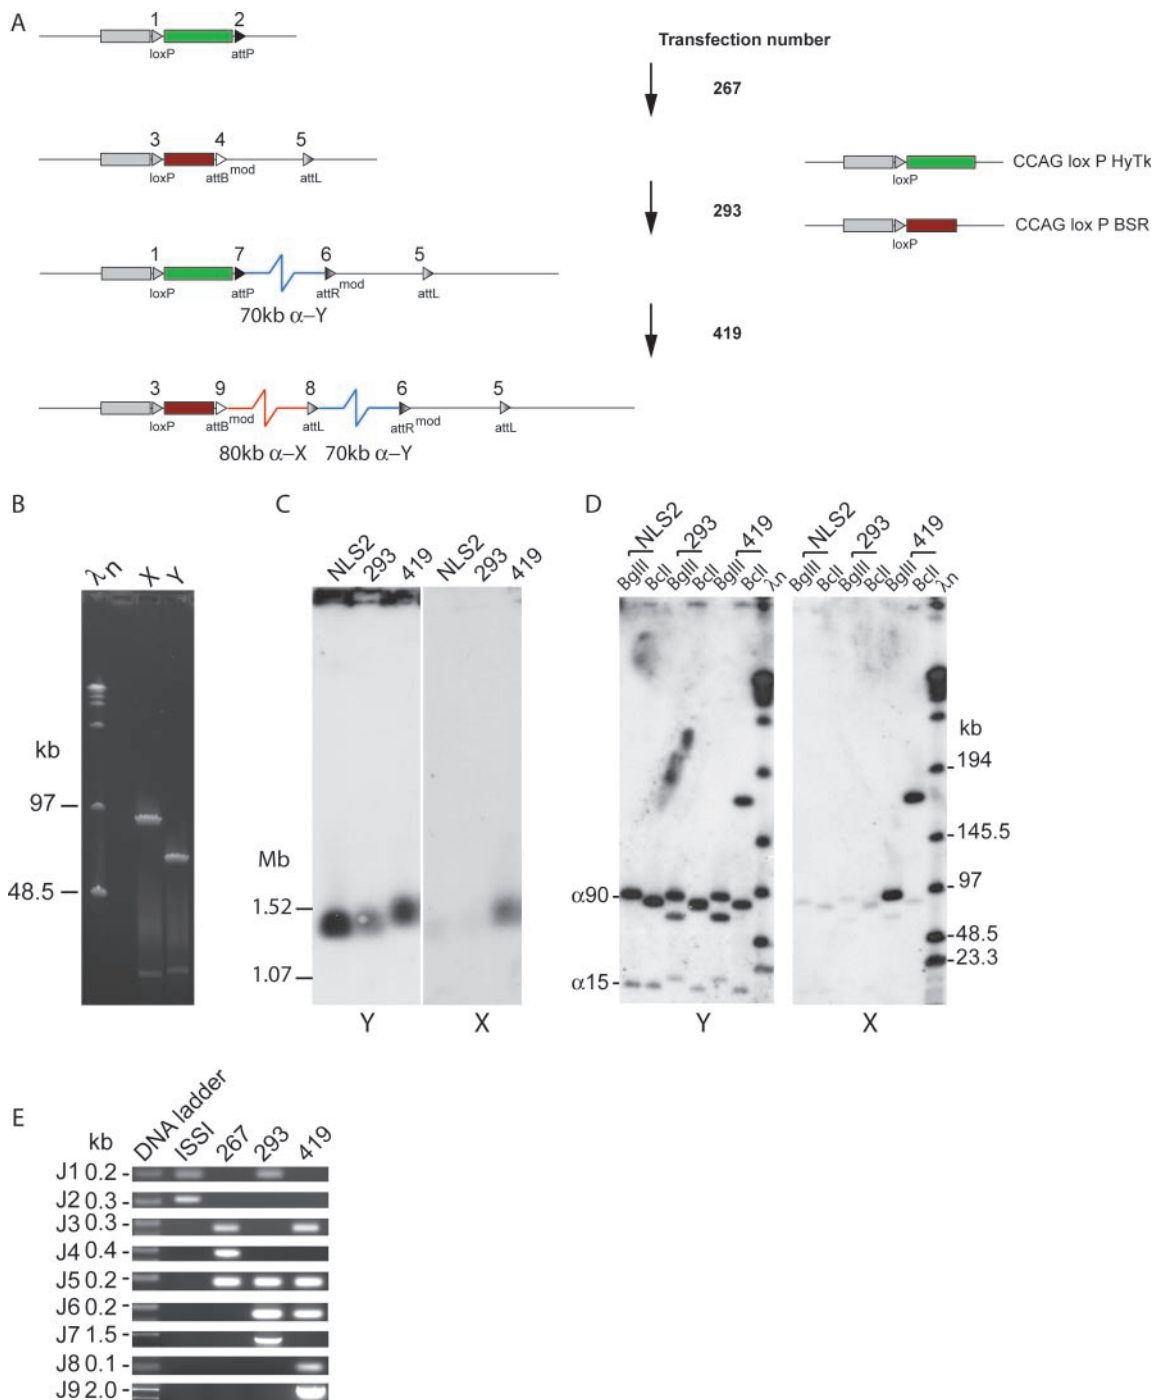 A
1 2
loxP attP
Transfection number
267
3 4 5
loxP attB mod attL
CCAG lox P HyTk
loxP
293
CCAG lox P BSR
loxP
1 7 6 5
loxP attP attR mod attL
70kb α–Y
419
3 9 8 6 5
loxP attB mod attL attR mod attL
80kb α–X 70kb α–Y
B
λn X Y
kb
97
48.5
C
NLS2 293 419 NLS2 293 419
Mb
1.52
1.07
Y X
D
NLS2 293 419 NLS2 293 419
BglII BclI BglII BclI BglII BclI λn BglII BclI BglII BclI BglII BclI λn
kb
194
145.5
97
48.5
23.3
α90
α15
Y X
E
kb DNA ladder ISSI 267 293 419
J1 0.2
J2 0.3
J3 0.3
J4 0.4
J5 0.2
J6 0.2
J7 1.5
J8 0.1
J9 2.0